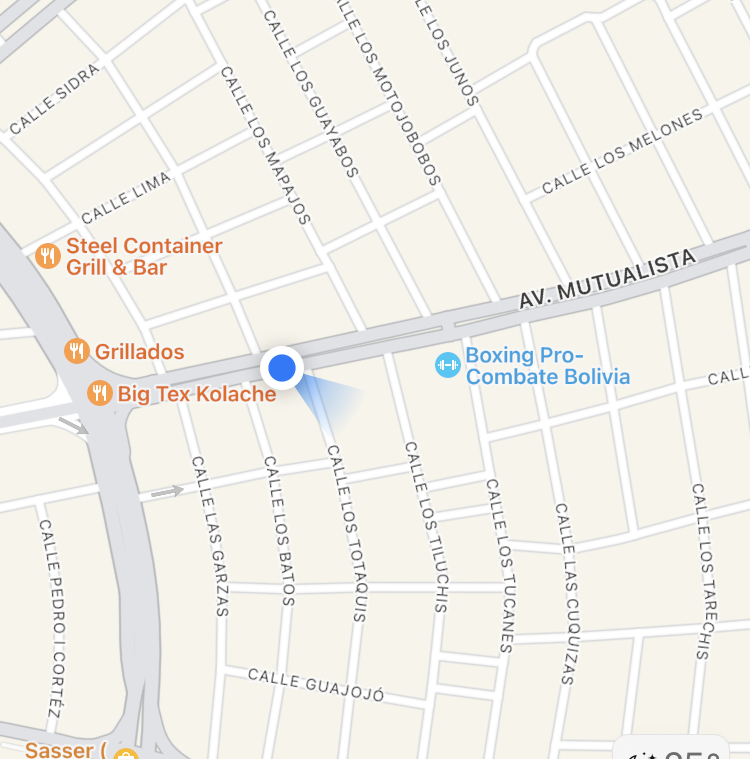 CALLE LOS JUNOS
CALLE LOS MOTOJOBOBOS
CALLE LOS GUAYABOS
CALLE SIDRA
CALLE LOS MAPAJOS
CALLE LOS MELONES
CALLE LIMA
Steel Container
Grill & Bar
AV. MUTUALISTA
Grillados
Boxing Pro-
Combate Bolivia
Big Tex Kolache
CALLE LAS GARZAS
CALLE LOS BATOS
CALLE LOS TOTAQUIS
CALLE LOS TILUCHIS
CALLE LOS TUCANES
CALLE LAS CUQUIZAS
CALLE LOS TARECHIS
CALLE PEDRO I CORTÉZ
CALLE GUAJOJÓ
Sasser (